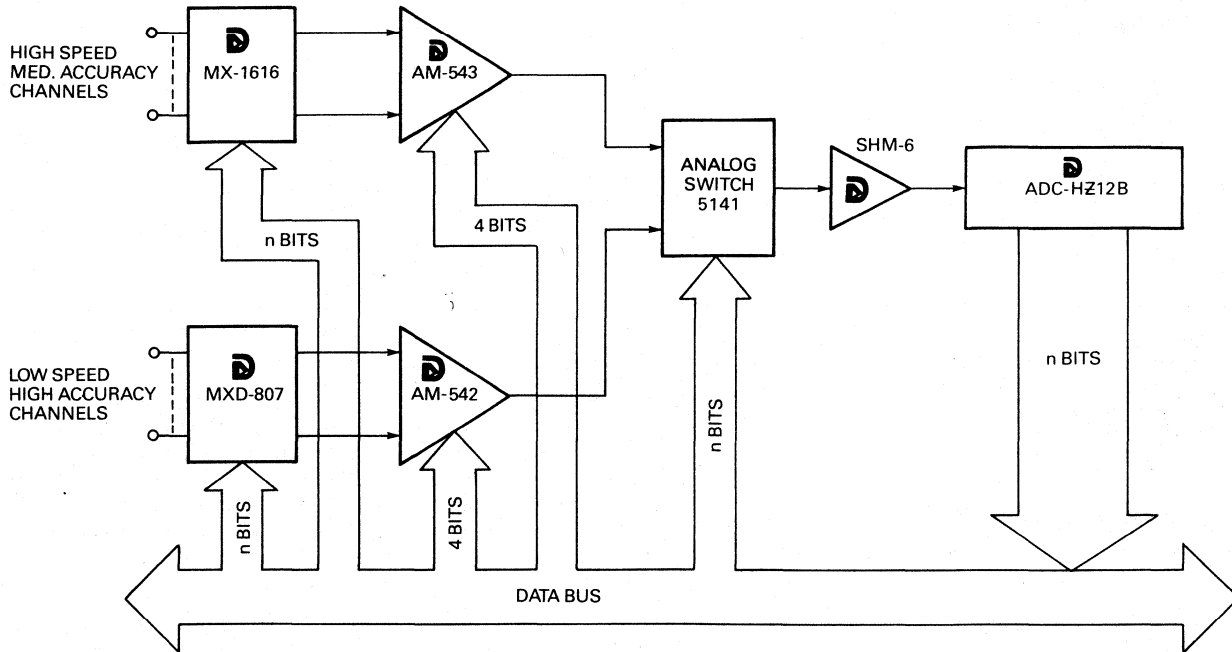 HIGH SPEED
MED. ACCURACY
CHANNELS
MX-1616
AM-543
n BITS
4 BITS
ANALOG
SWITCH
5141
SHM-6
ADC-HZ12B
LOW SPEED
HIGH ACCURACY
CHANNELS
MXD-807
AM-542
n BITS
4 BITS
n BITS
n BITS
DATA BUS